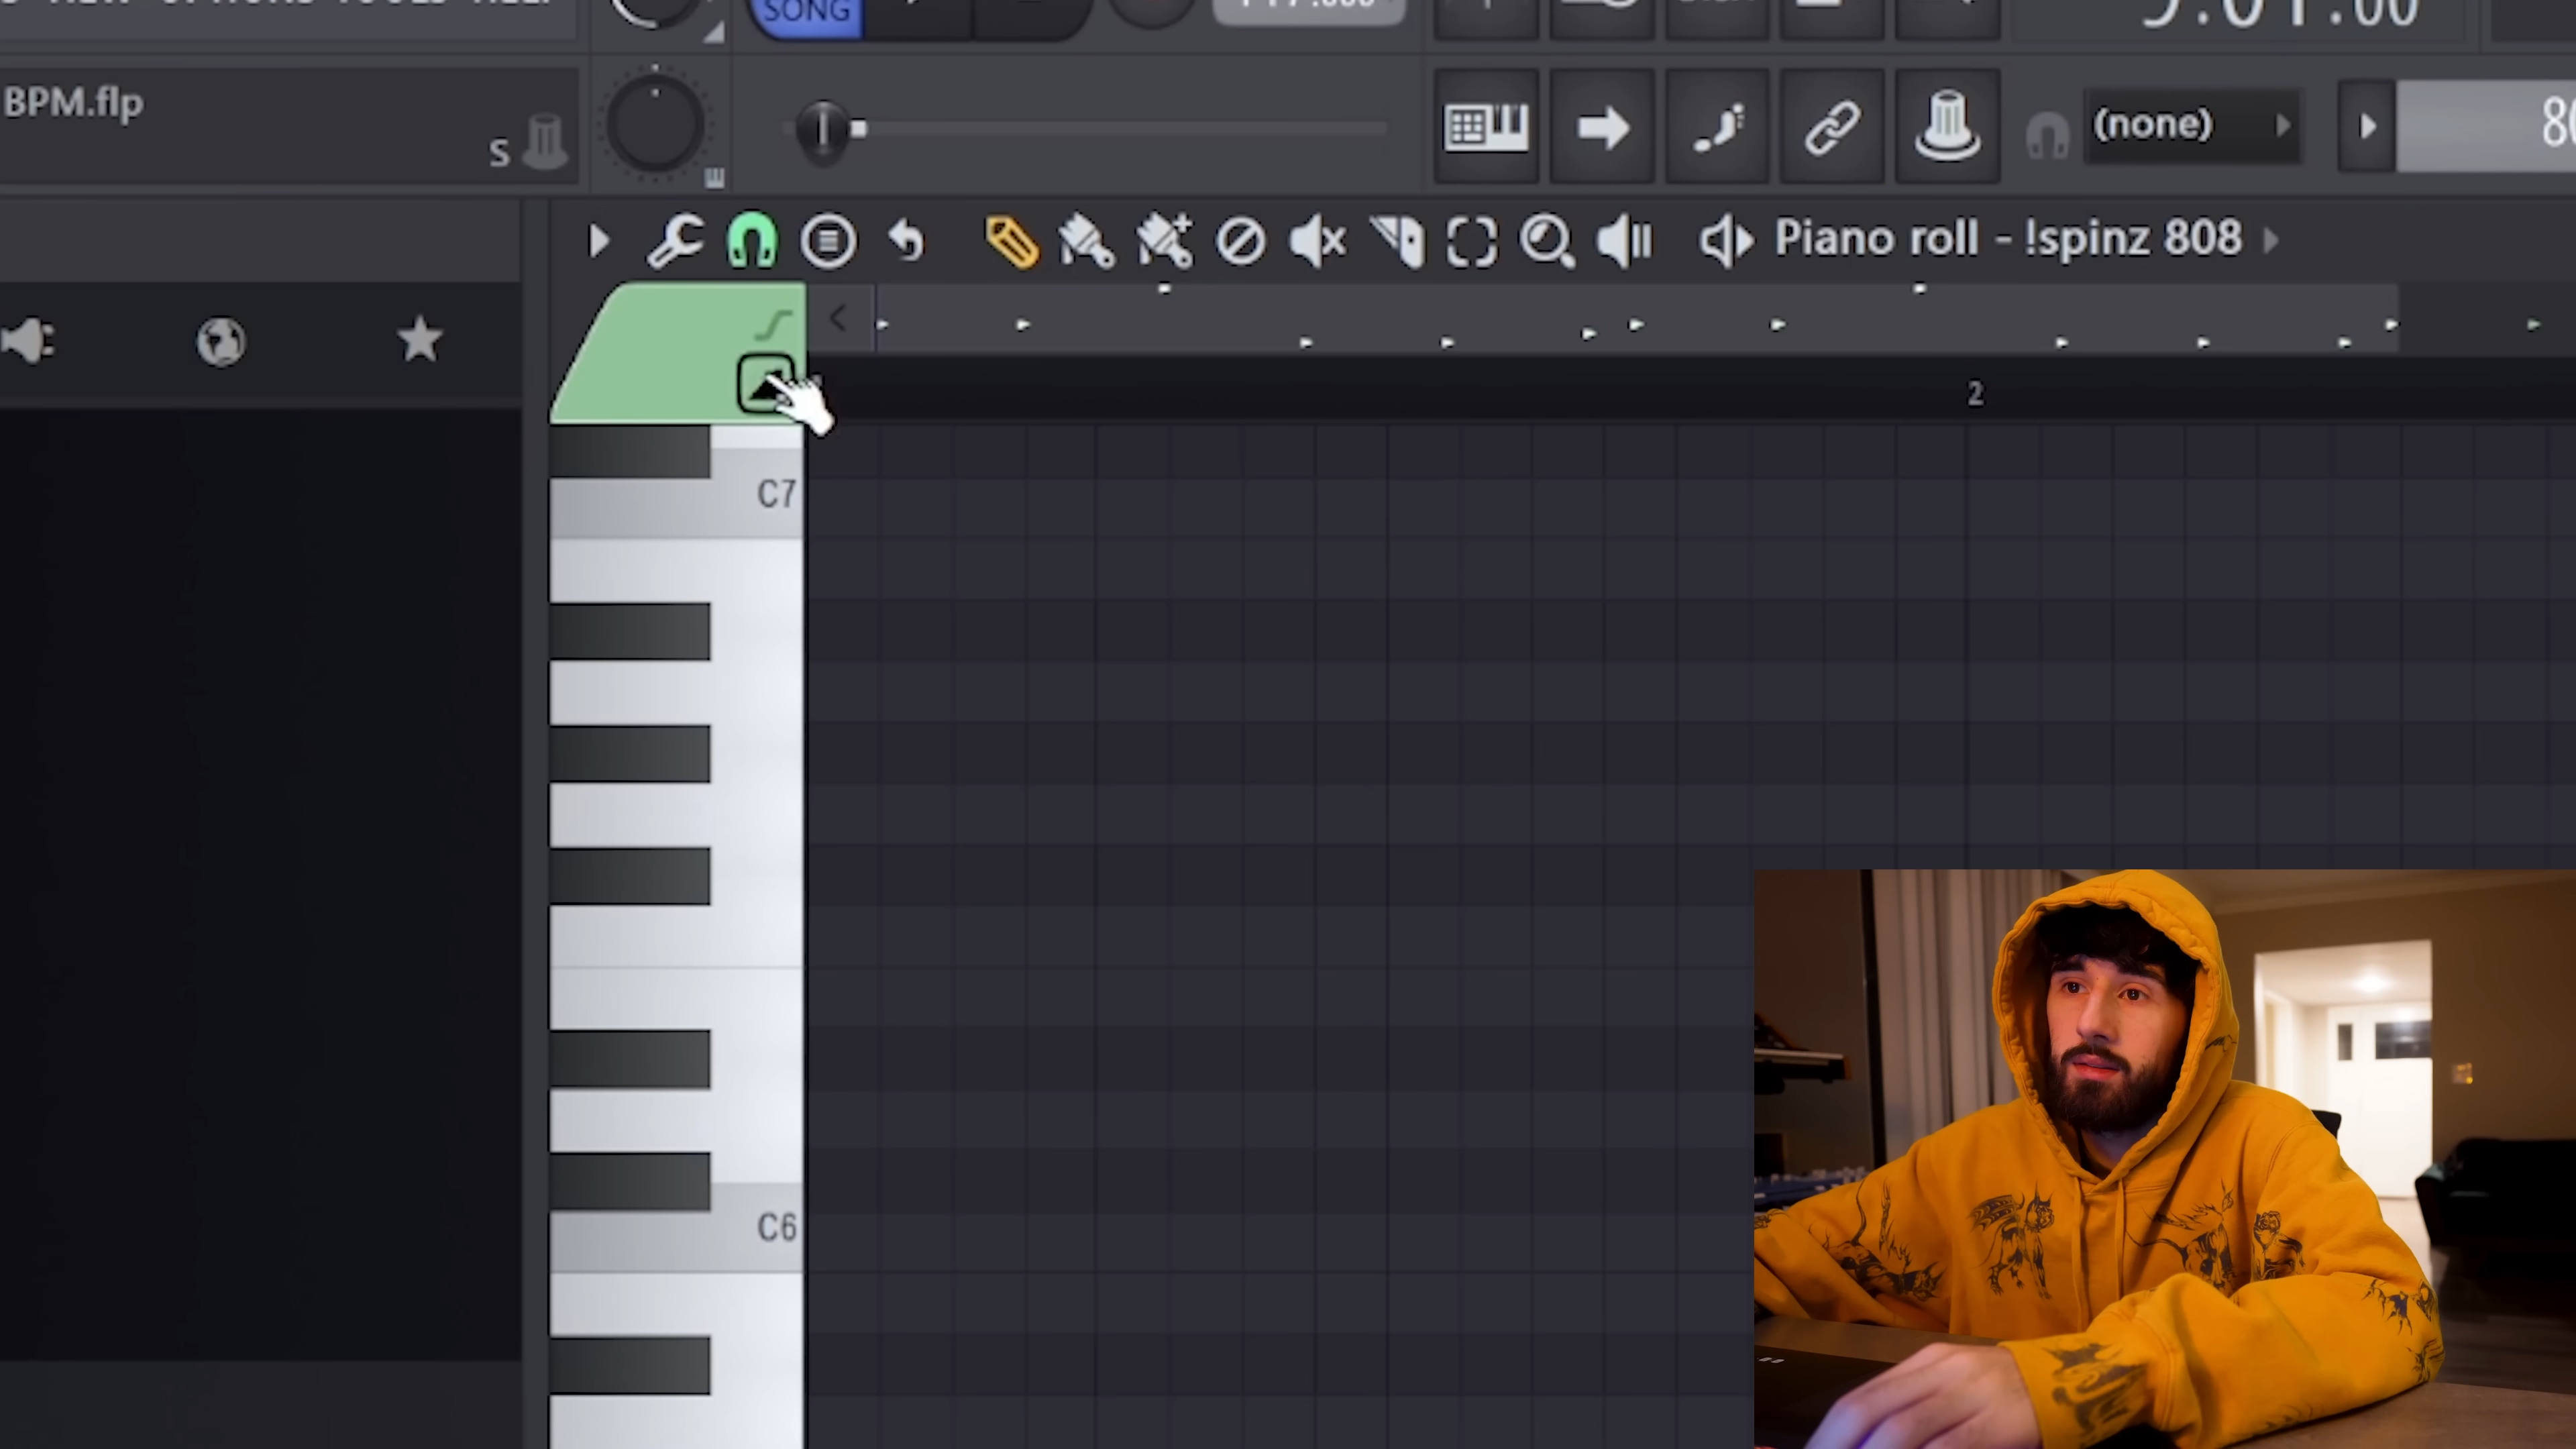 SONG
BPM.flp
S
(none)
Piano roll - !spinz 808
2
C7
C6